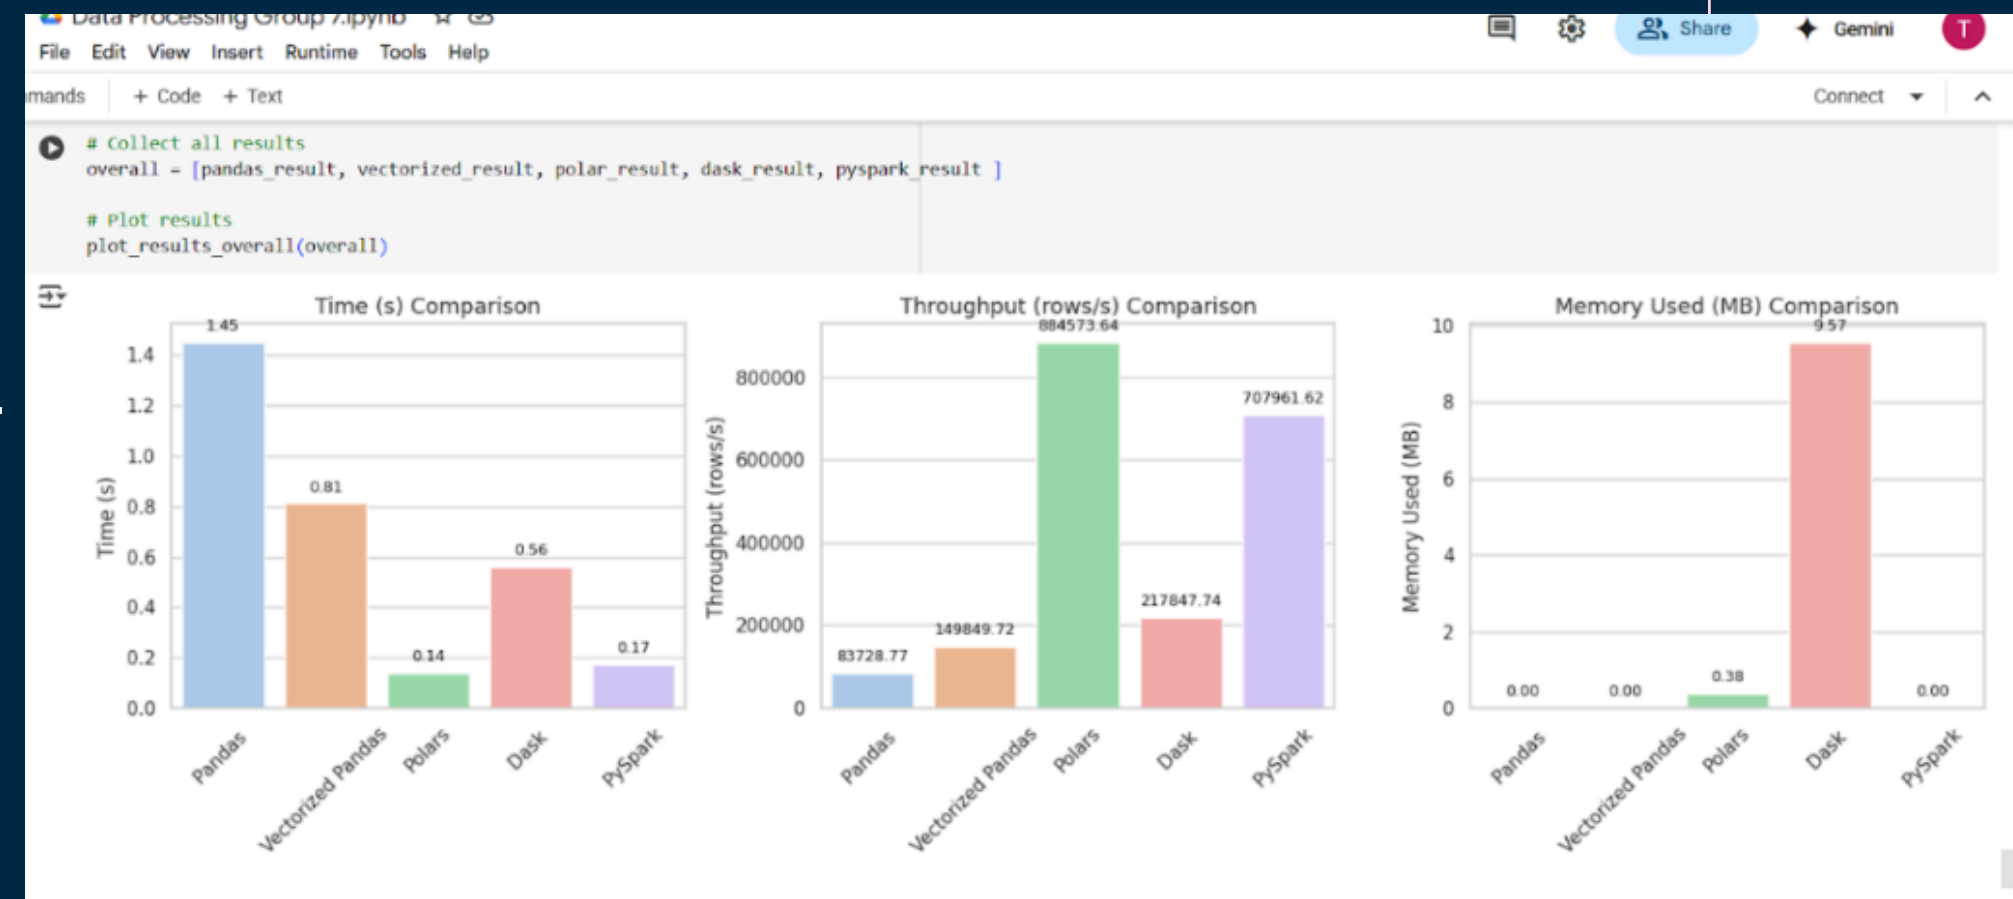 Data Processing Group 7.ipynb
File Edit View Insert Runtime Tools Help
Share
Gemini
T
mands
+ Code + Text
Connect
# Collect all results
overall = [pandas_result, vectorized_result, polar_result, dask_result, pyspark_result ]
# Plot results
plot_results_overall(overall)
Time (s) Comparison
Time (s)
1.4
1.2
1.0
0.8
0.6
0.4
0.2
0.0
1.45
0.81
0.14
0.56
0.17
Pandas
Vectorized Pandas
Polars
Dask
PySpark
Throughput (rows/s) Comparison
Throughput (rows/s)
800000
600000
400000
200000
0
83728.77
149849.72
884573.64
217847.74
707961.62
Pandas
Vectorized Pandas
Polars
Dask
PySpark
Memory Used (MB) Comparison
Memory Used (MB)
10
8
6
4
2
0
0.00
0.00
0.38
9.57
0.00
Pandas
Vectorized Pandas
Polars
Dask
PySpark